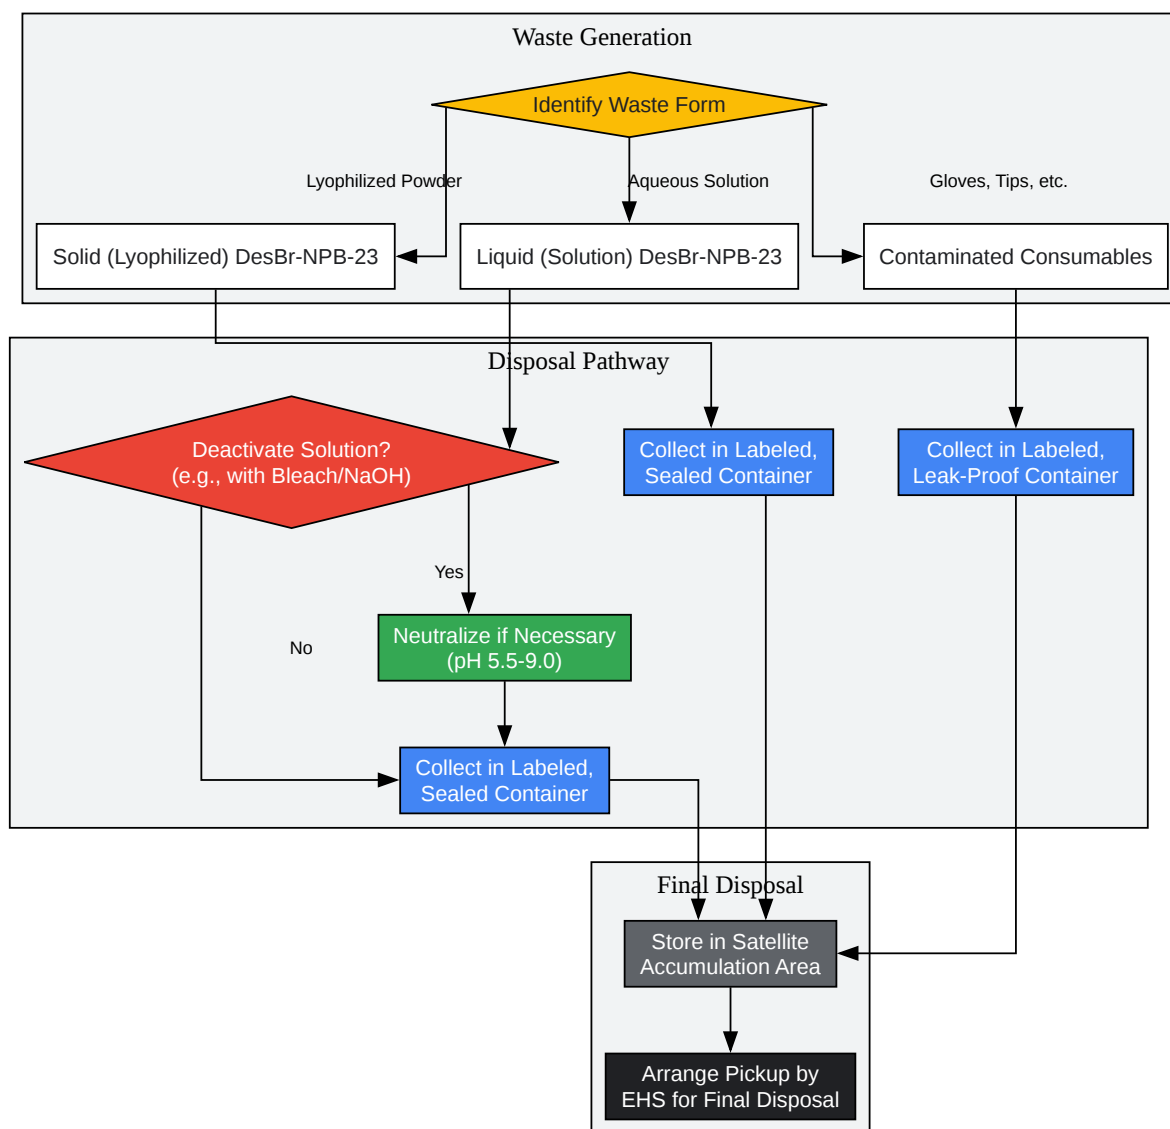 Waste Generation
Identify Waste Form
Lyophilized Powder
Aqueous Solution
Gloves, Tips, etc.
Solid (Lyophilized) DesBr-NPB-23
Liquid (Solution) DesBr-NPB-23
Contaminated Consumables
Disposal Pathway
Deactivate Solution?
(e.g., with Bleach/NaOH)
Collect in Labeled,
Sealed Container
Collect in Labeled,
Leak-Proof Container
Yes
Neutralize if Necessary
(pH 5.5-9.0)
No
Collect in Labeled,
Sealed Container
Final Disposal
Store in Satellite
Accumulation Area
Arrange Pickup by
EHS for Final Disposal